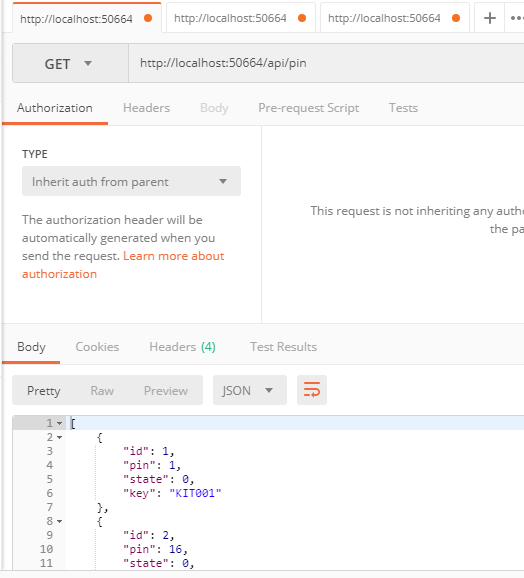 http://localhost:50664
http://localhost:50664
http://localhost:50664
GET
http://localhost:50664/api/pin
Authorization
Headers
Body
Pre-request Script
Tests
TYPE
Inherit auth from parent
The authorization header will be
automatically generated when you
send the request. Learn more about
authorization
This request is not inheriting any
the pa
Body
Cookies
Headers (4)
Test Results
Pretty
Raw
Preview
JSON
1 [
2 {
3 "id": 1,
4 "pin": 1,
5 "state": 0,
6 "key": "KIT001"
7 },
8 {
9 "id": 2,
10 "pin": 16,
11 "state": 0,